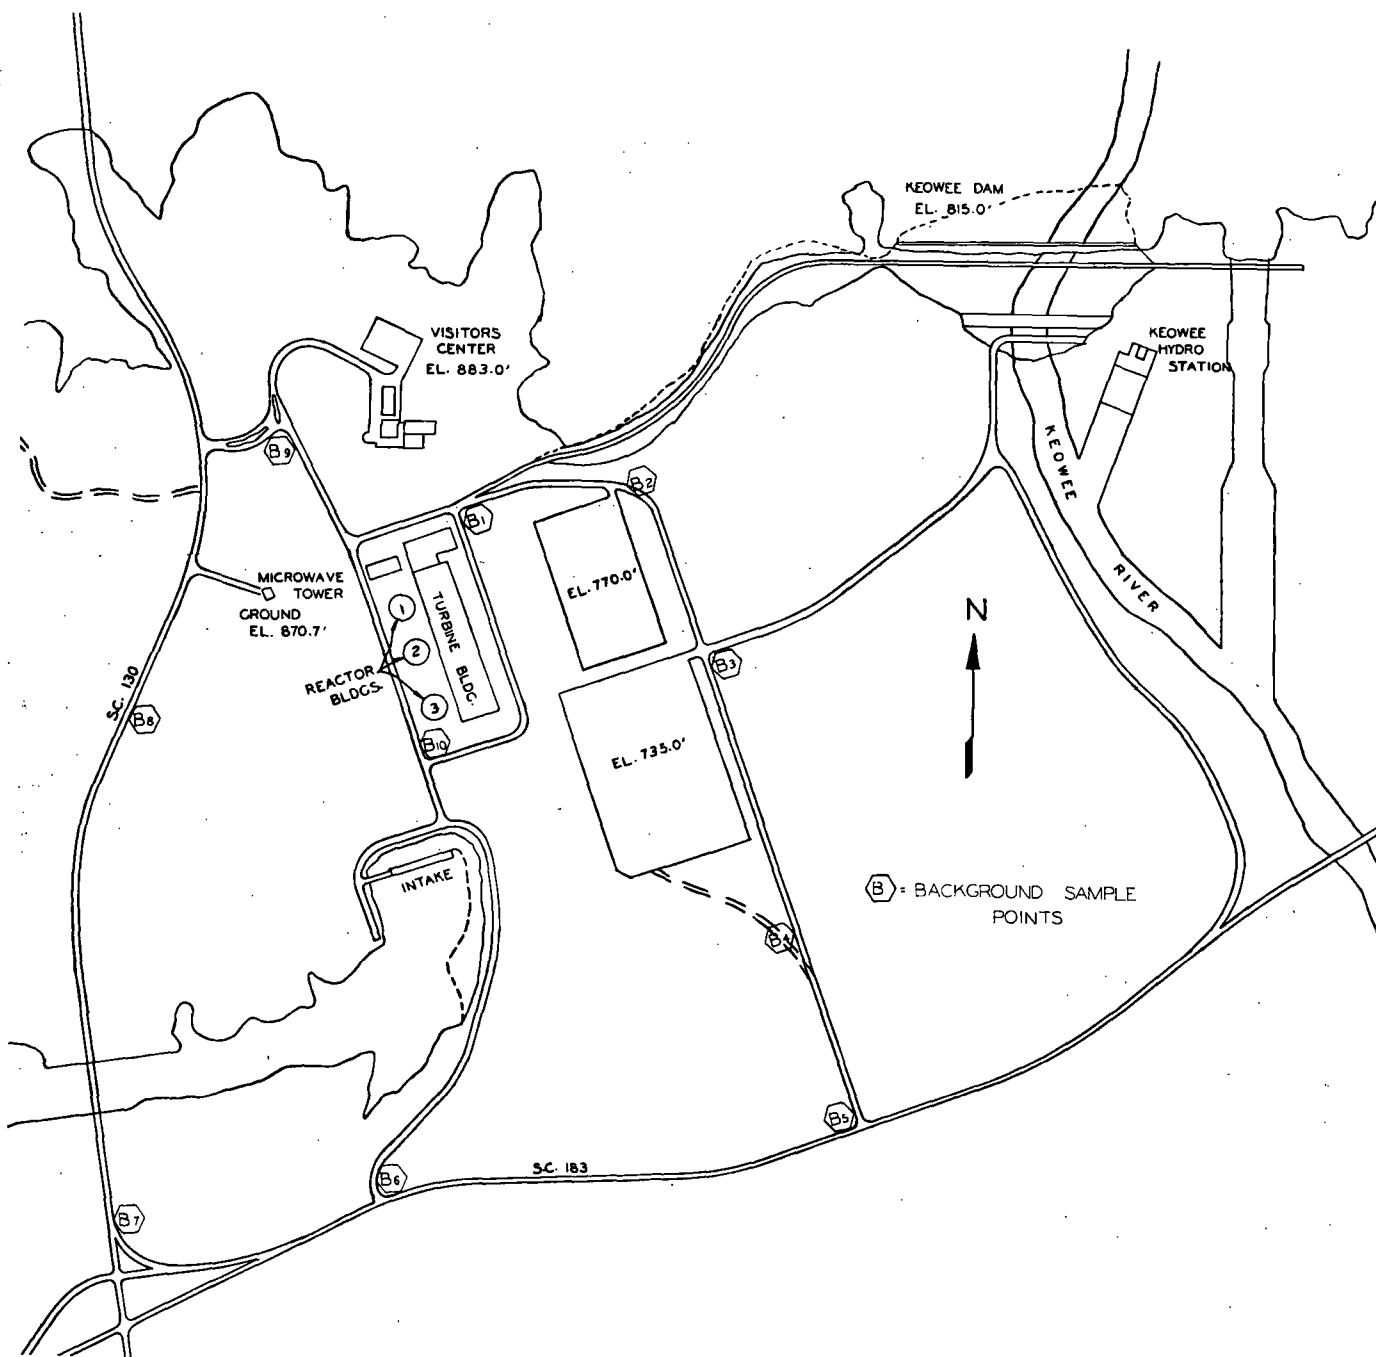 KEOWEE DAM
EL. 815.0'
VISITORS
CENTER
EL. 883.0'
KEOWEE
HYDRO
STATION
KEOWEE
RIVER
B9
B2
B1
EL. 770.0'
MICROWAVE
TOWER
GROUND
EL. 870.7'
1
2
3
TURBINE BLDG.
REACTOR
BLDGS.
N
B3
S.C. 130
B8
B10
EL. 735.0'
INTAKE
B = BACKGROUND SAMPLE
POINTS
B4
B5
S.C. 183
B6
B7